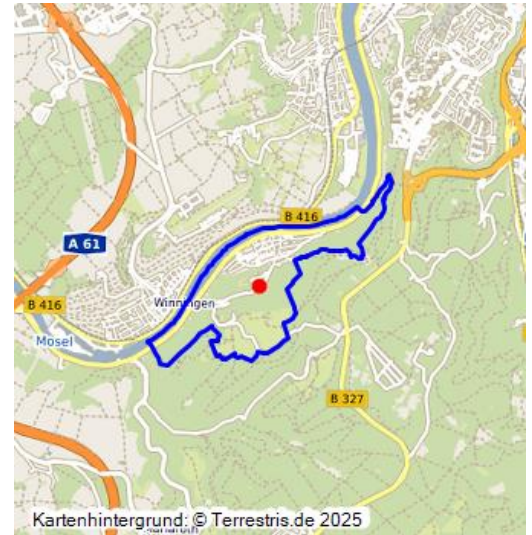 B 416
A 61
B 416
Winningen
Mosel
B 327
Kartenhintergrund: © Terrestris.de 2025